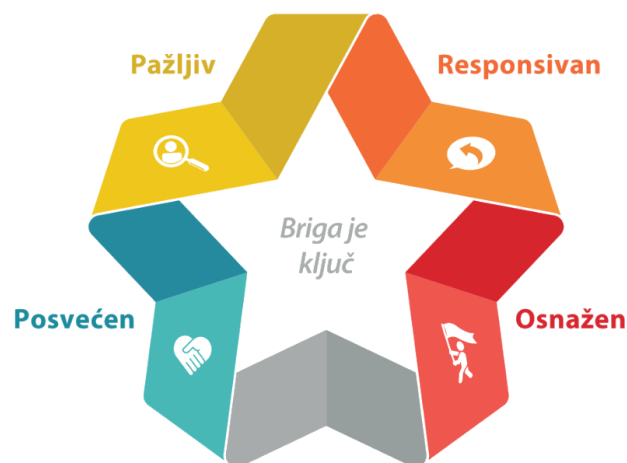 Pažljiv
Responsivan
Briga je
ključ
Posvećen
Osnažen